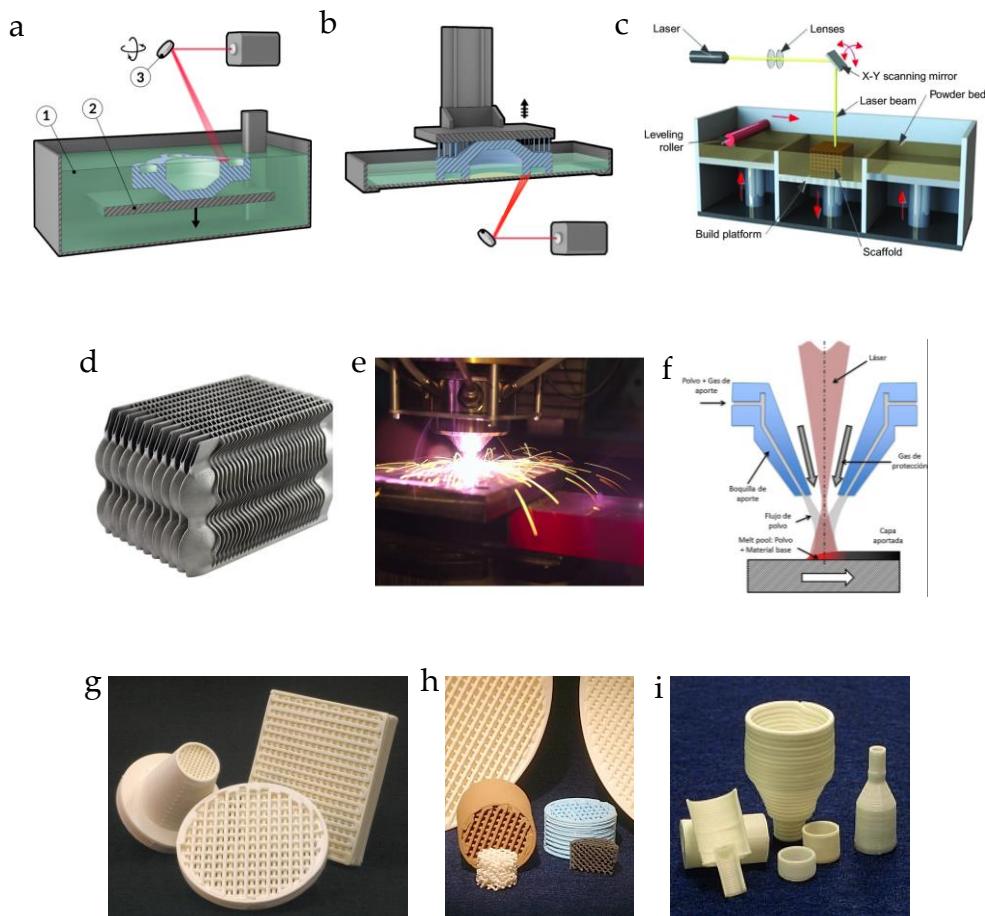 a
3
1
2
b
c
Laser
Lenses
X-Y scanning mirror
Laser beam
Powder bed
Leveling
roller
Build platform
Scaffold
d
e
f
Láser
Polvo + Gas de
aporte
Gas de
protección
Boquilla de
aporte
Flujo de
polvo
Capa
aportada
Melt pool: Polvo
+ Material base
g
h
i